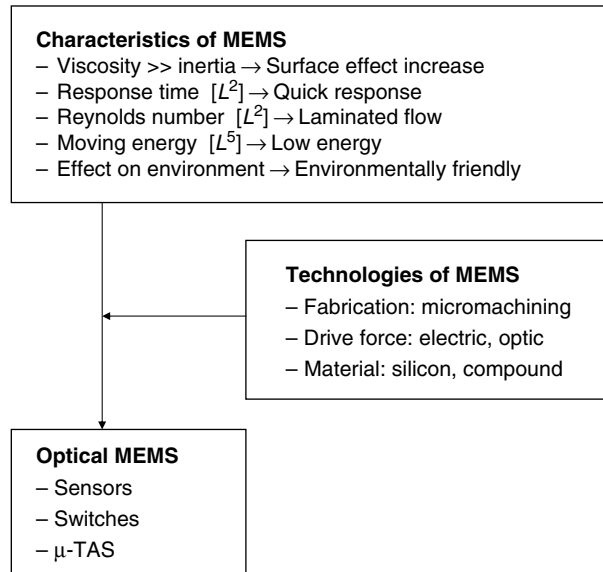 Characteristics of MEMS
– Viscosity >> inertia → Surface effect increase
– Response time [L²] → Quick response
– Reynolds number [L²] → Laminated flow
– Moving energy [L⁵] → Low energy
– Effect on environment → Environmentally friendly
Technologies of MEMS
– Fabrication: micromachining
– Drive force: electric, optic
– Material: silicon, compound
Optical MEMS
– Sensors
– Switches
– μ-TAS